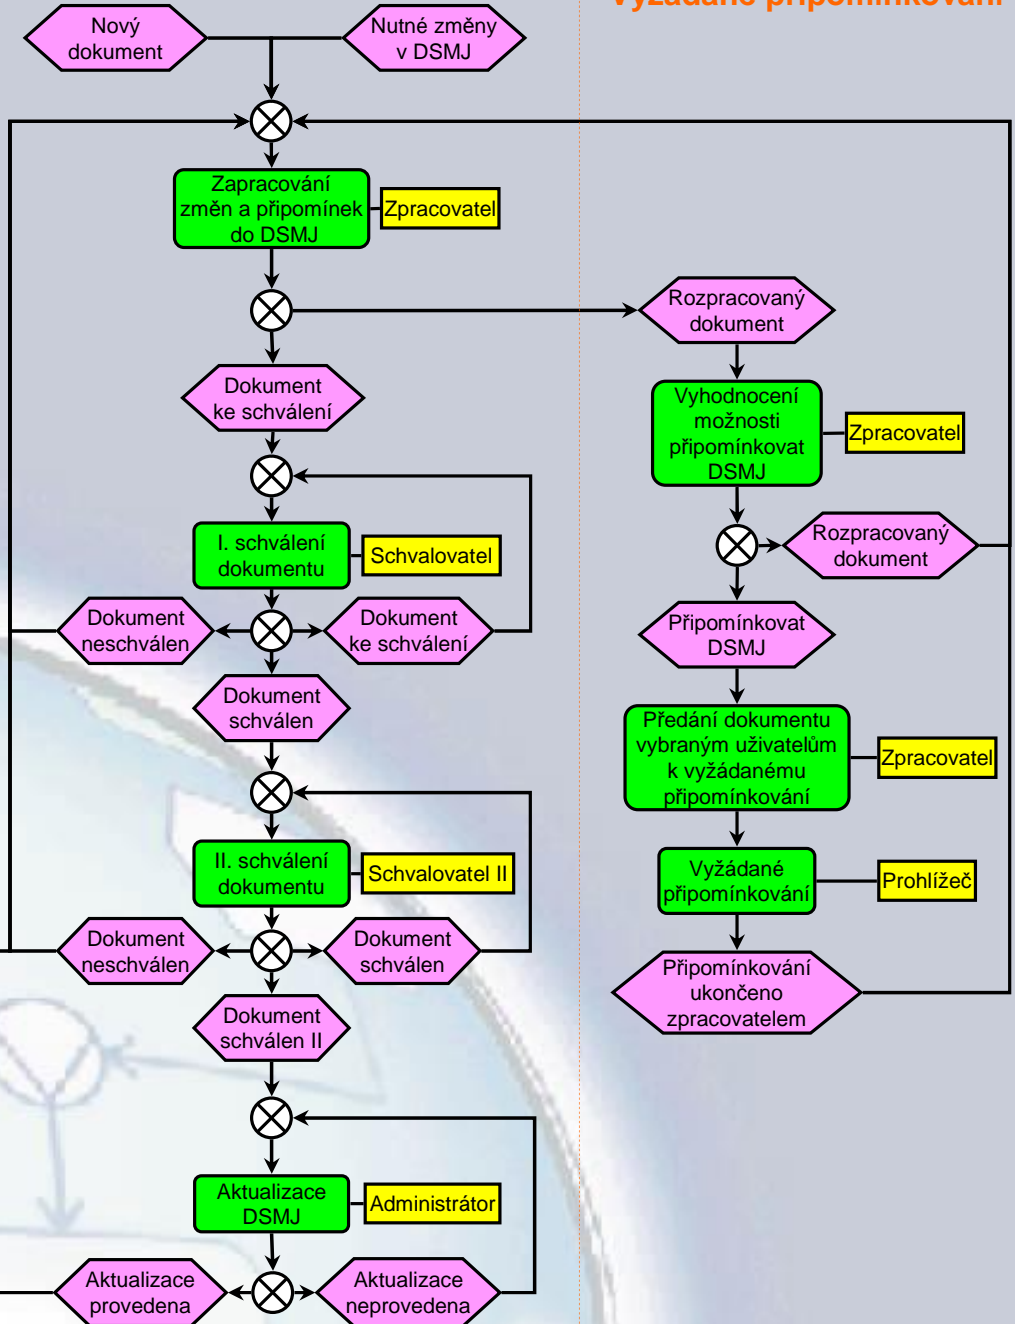 Vyžádané připomínkování
Nový
dokument
Nutné změny
v DSMJ
Zapracování
změn a připomínek
do DSMJ
Zpracovatel
Rozpracovaný
dokument
Dokument
ke schválení
Vyhodnocení
možnosti
připomínkovat
DSMJ
Zpracovatel
I. schválení
dokumentu
Schvalovatel
Rozpracovaný
dokument
Dokument
neschválen
Dokument
ke schválení
Připomínkovat
DSMJ
Dokument
schválen
Předání dokumentu
vybraným uživatelům
k vyžádanému
připomínkování
Zpracovatel
II. schválení
dokumentu
Schvalovatel II
Vyžádané
připomínkování
Prohlížeč
Dokument
neschválen
Dokument
schválen
Připomínkování
ukončeno
zpracovatelem
Dokument
schválen II
Aktualizace
DSMJ
Administrátor
Aktualizace
provedena
Aktualizace
neprovedena